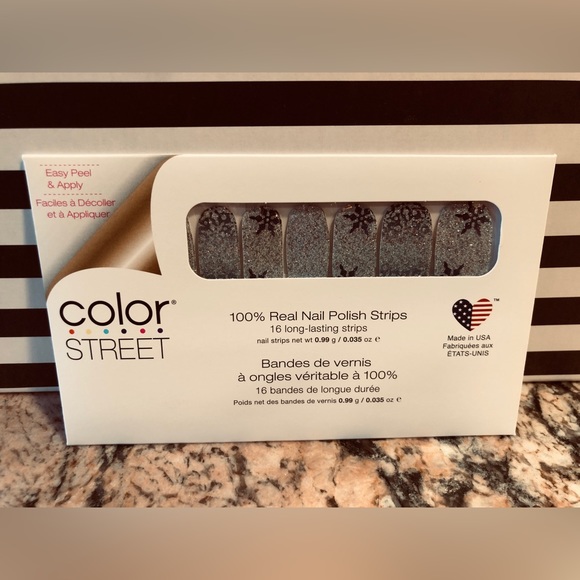 Easy Peel
& Apply
Faciles à Décoller
et à Appliquer
color®
STREET
100% Real Nail Polish Strips
16 long-lasting strips
nail strips net wt 0.99 g / 0.035 oz ℮
Bandes de vernis
à ongles véritable à 100%
16 bandes de longue durée
Poids net des bandes de vernis 0.99 g / 0.035 oz ℮
™
Made in USA
Fabriquées aux
ÉTATS-UNIS